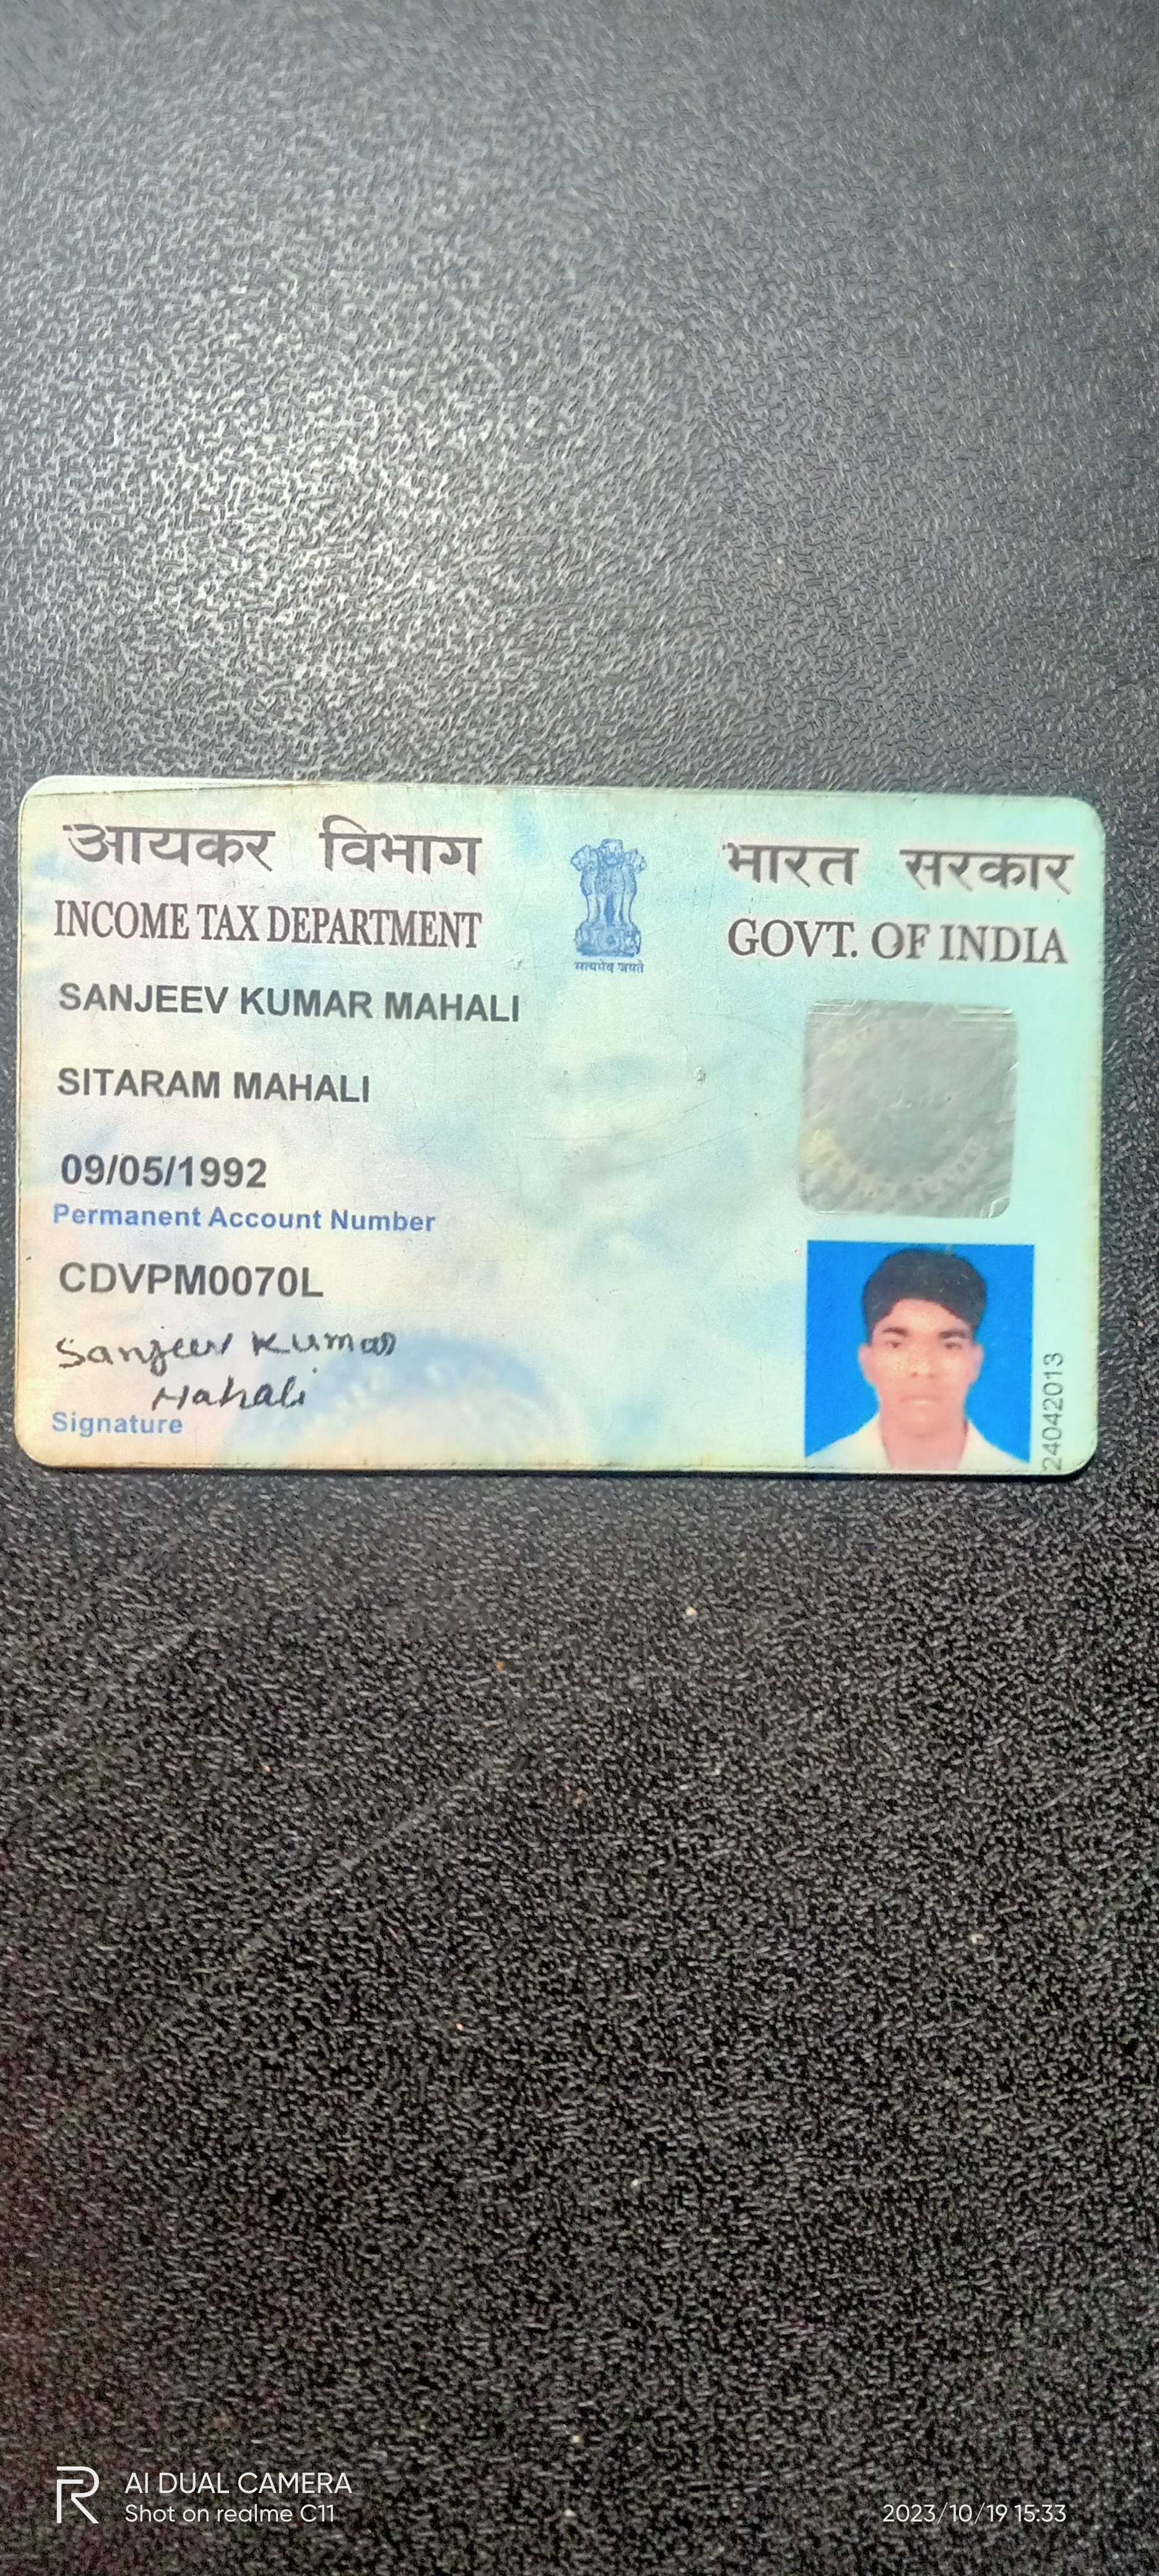 आयकर विभाग
INCOME TAX DEPARTMENT
सत्यमेव जयते
भारत सरकार
GOVT. OF INDIA
SANJEEV KUMAR MAHALI
SITARAM MAHALI
09/05/1992
Permanent Account Number
CDVPM0070L
Sanjeev Kumar
Mahali
Signature
24042013
AI DUAL CAMERA
Shot on realme C11
2023/10/19 15:33